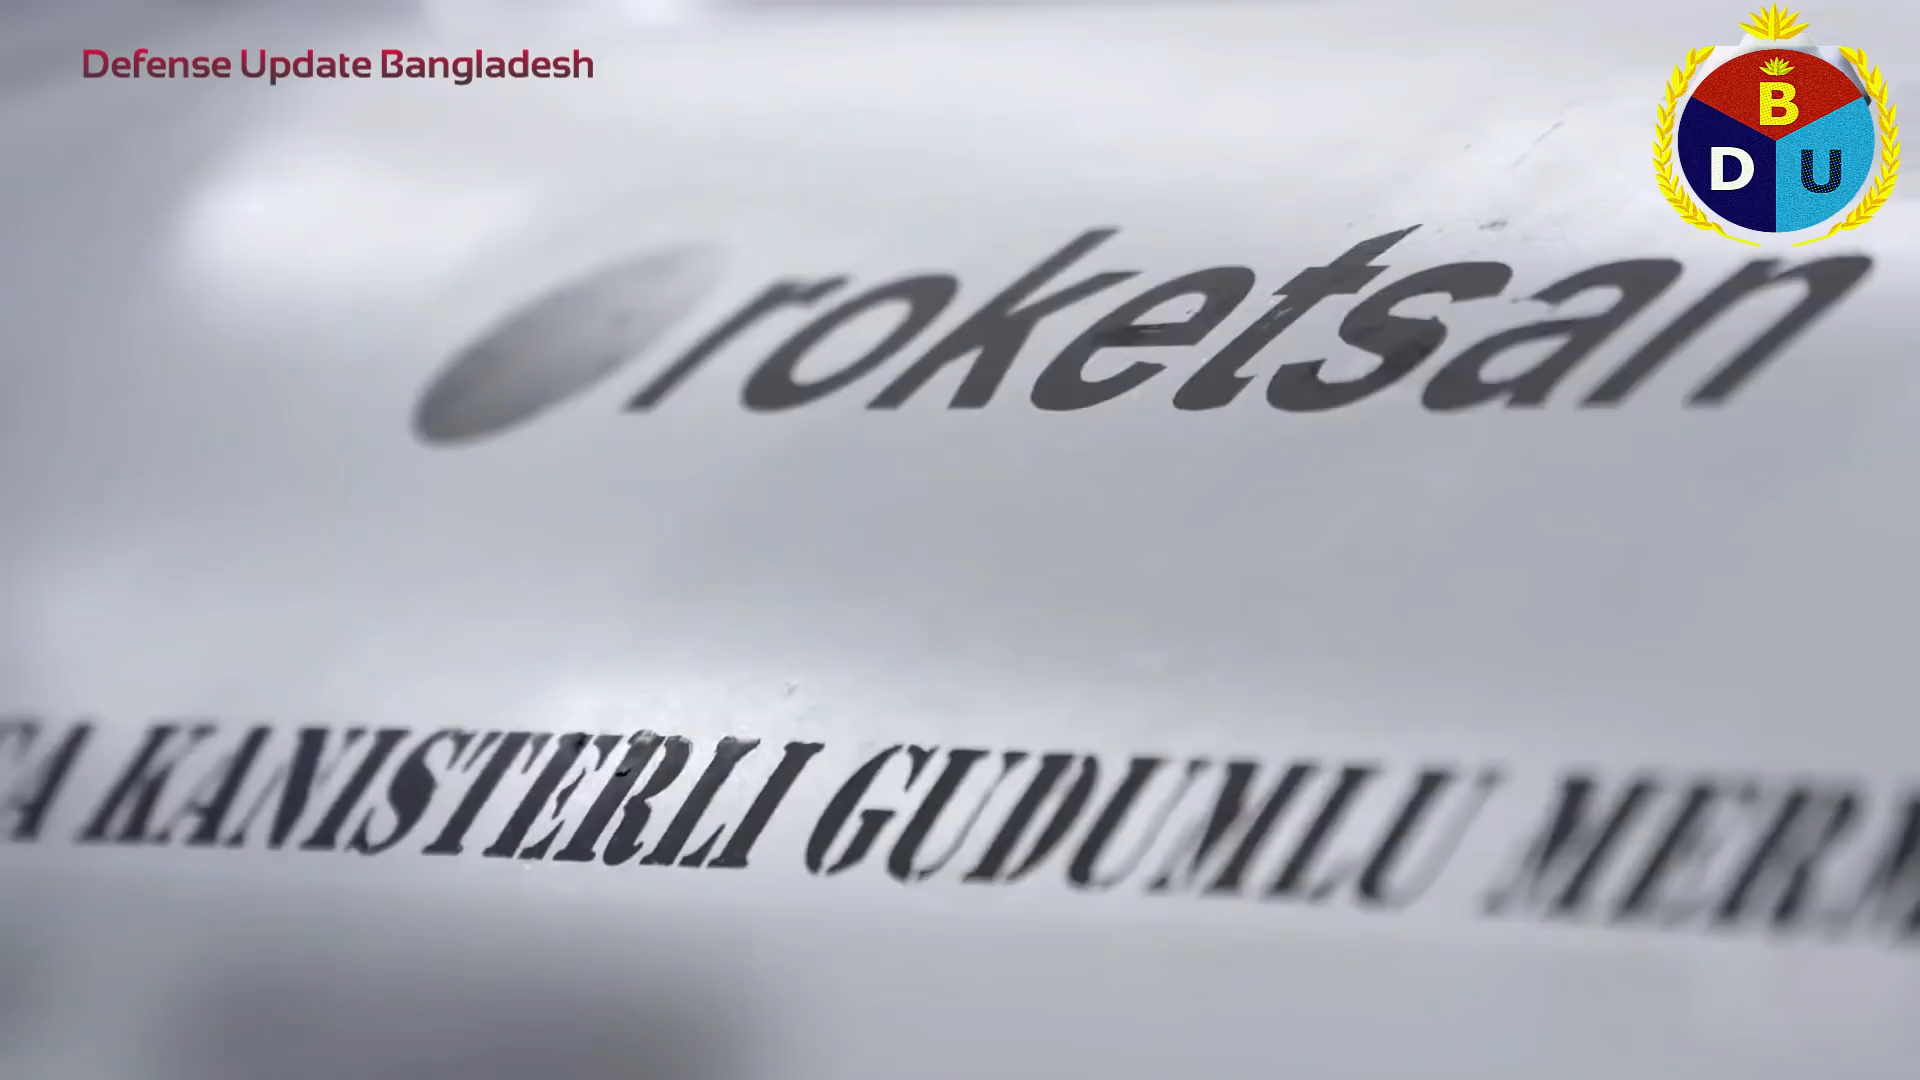 Defense Update Bangladesh
B
D U
roketsan
KANISTERLI GUDUMLU